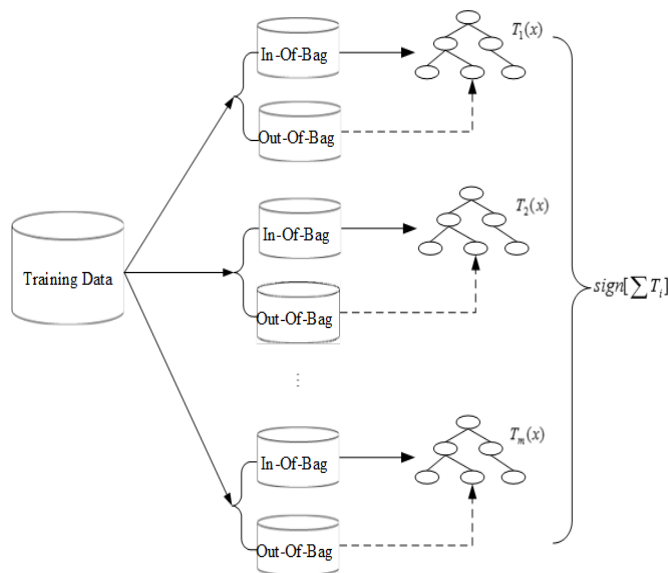 In-Of-Bag
T₁(x)
Out-Of-Bag
Training Data
In-Of-Bag
T₂(x)
Out-Of-Bag
sign[∑ Tᵢ]
⋮
In-Of-Bag
Tₘ(x)
Out-Of-Bag